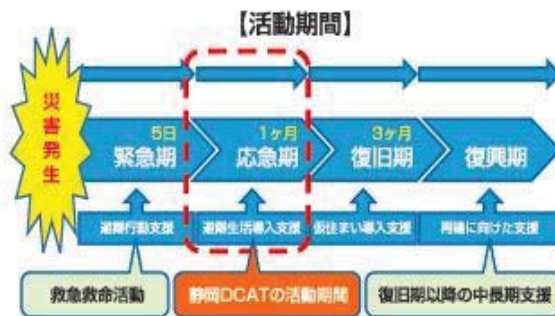 【活動期間】
災害発生
5日
緊急期
1ヶ月
応急期
3ヶ月
復旧期
復興期
避難行動支援
避難生活導入支援
仮住まい導入支援
再建に向けた支援
救急救命活動
静岡DCATの活動期間
復旧期以降の中長期支援